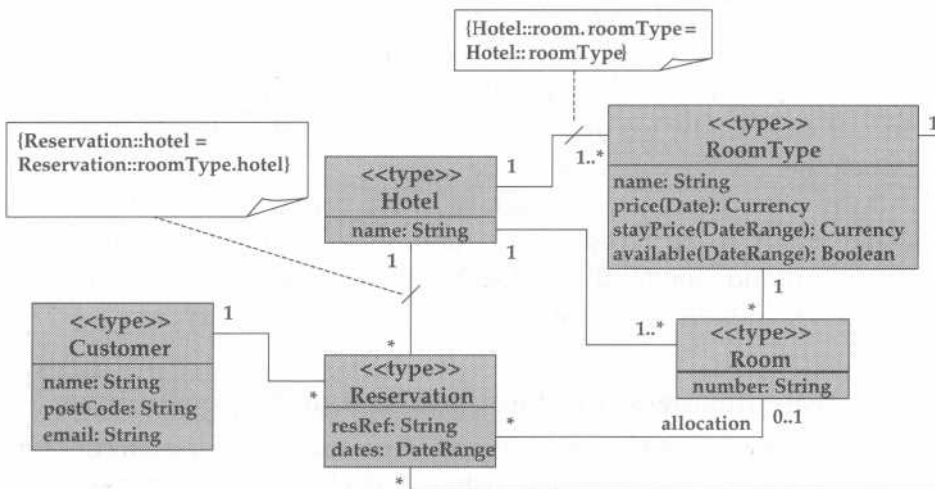 {Hotel::room. roomType =
Hotel:: roomType}
{Reservation::hotel =
Reservation::roomType.hotel}
<<type>>
RoomType
name: String
price(Date): Currency
stayPrice(DateRange): Currency
available(DateRange): Boolean
1
1
1..*
<<type>>
Hotel
name: String
1
1
1
*
1..*
<<type>>
Room
number: String
0..1
allocation
*
<<type>>
Customer
name: String
postCode: String
email: String
1
*
*
<<type>>
Reservation
resRef: String
dates: DateRange
*